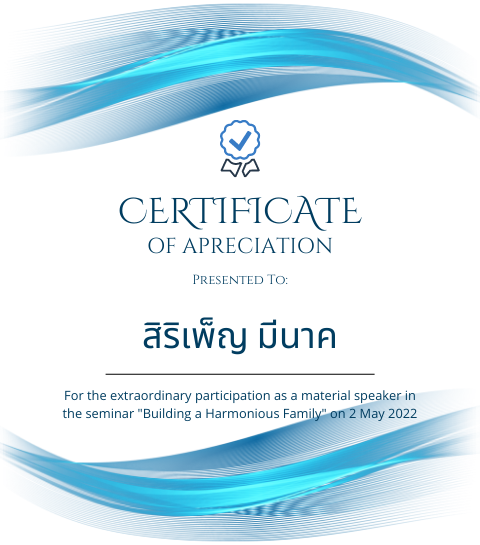 CERTIFICATE
OF APRECIATION
PRESENTED TO:
สิริเพ็ญ มีนาค
For the extraordinary participation as a material speaker in
the seminar "Building a Harmonious Family" on 2 May 2022